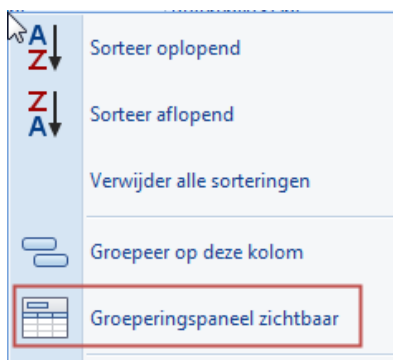 Sorteer oplopend
Sorteer aflopend
Verwijder alle sorteringen
Groepeer op deze kolom
Groeperingspaneel zichtbaar